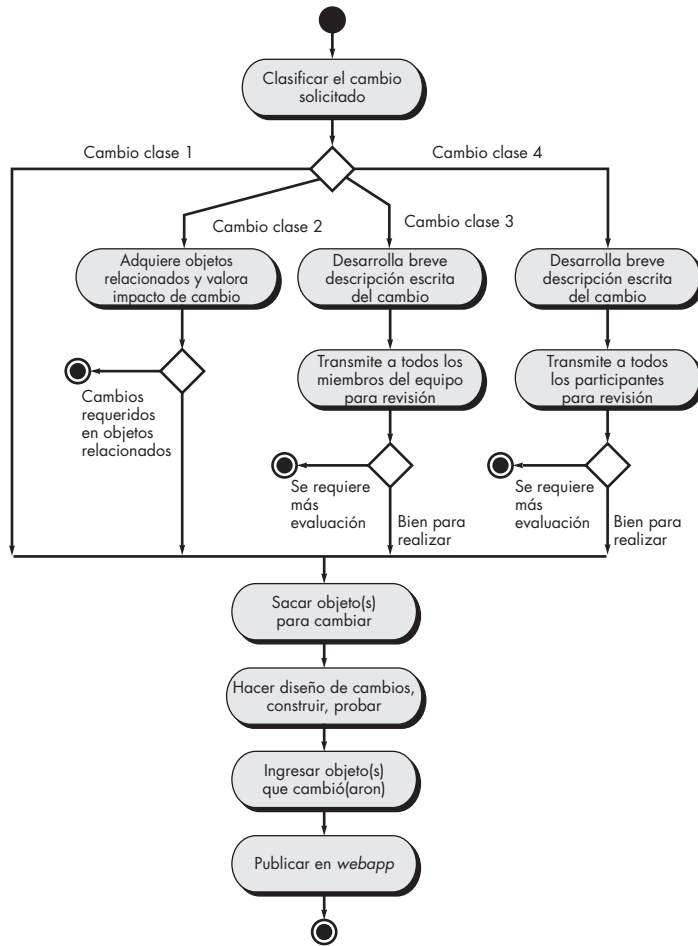 Clasificar el cambio
solicitado
Cambio clase 1
Cambio clase 4
Cambio clase 2
Cambio clase 3
Adquiere objetos
relacionados y valora
impacto de cambio
Desarrolla breve
descripción escrita
del cambio
Desarrolla breve
descripción escrita
del cambio
Transmite a todos los
miembros del equipo
para revisión
Transmite a todos
los participantes
para revisión
Cambios
requeridos
en objetos
relacionados
Se requiere
más
evaluación
Bien para
realizar
Se requiere
más
evaluación
Bien para
realizar
Sacar objeto(s)
para cambiar
Hacer diseño de cambios,
construir, probar
Ingresar objeto(s)
que cambió(aron)
Publicar en webapp